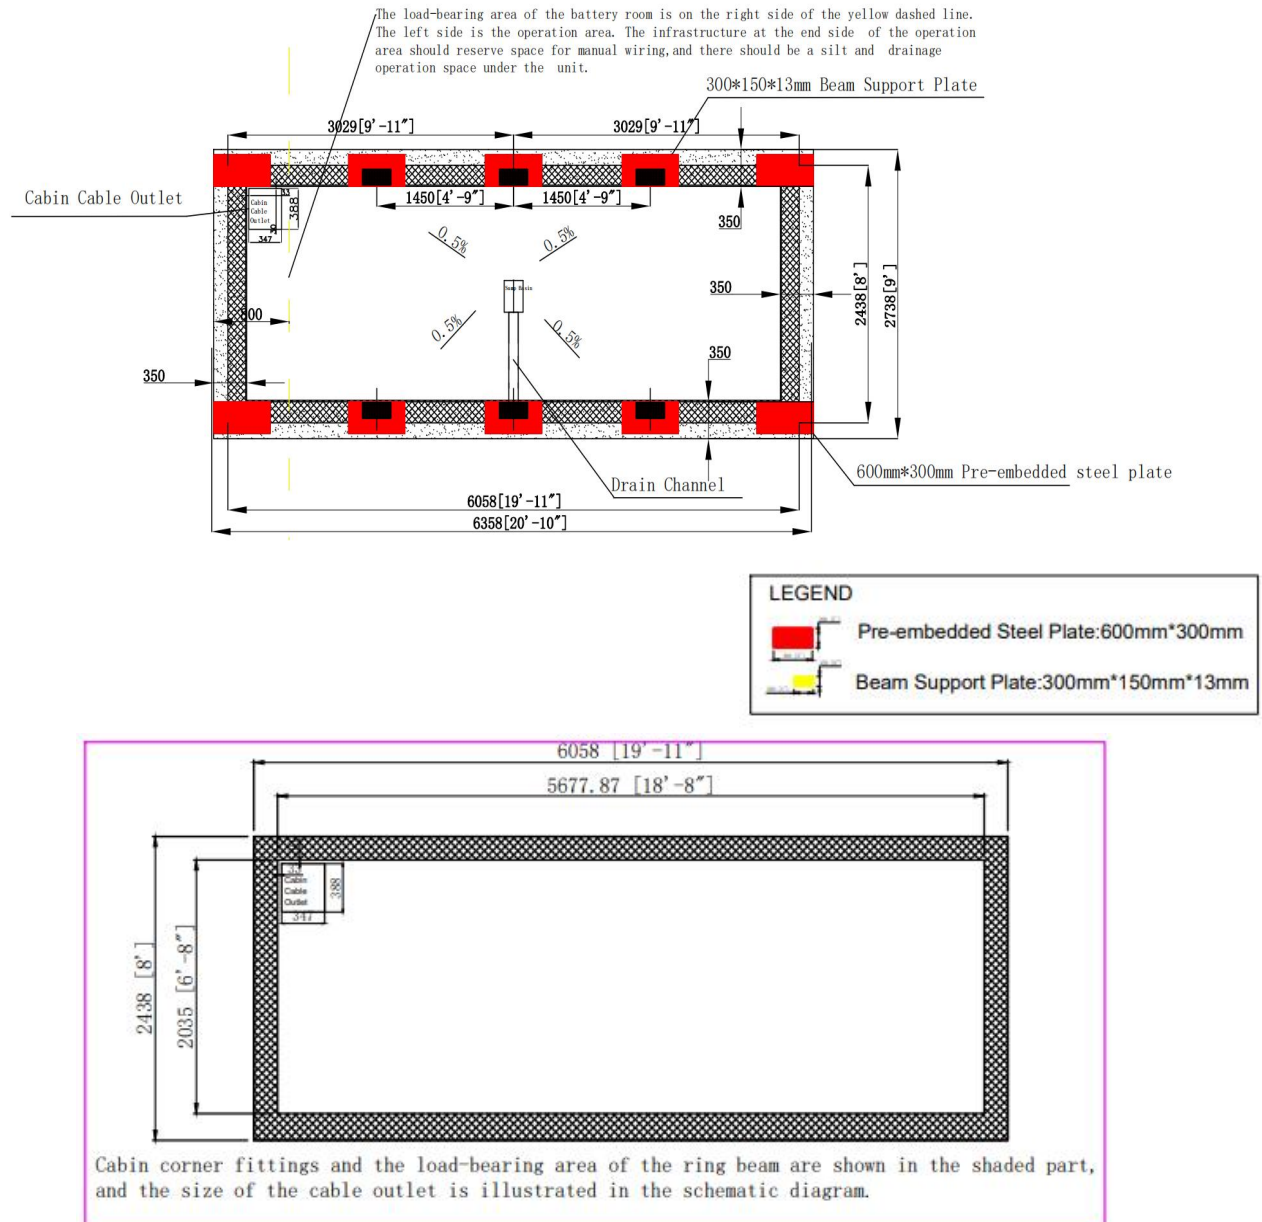 The load-bearing area of the battery room is on the right side of the yellow dashed line.
The left side is the operation area. The infrastructure at the end side of the operation
area should reserve space for manual wiring,and there should be a silt and drainage
operation space under the unit.
300*150*13mm Beam Support Plate
3029[9'-11"]
3029[9'-11"]
Cabin Cable Outlet
Cabin
Cable
Outlet
388
347
1450[4'-9"]
1450[4'-9"]
350
0.5%
0.5%
350
2438[8']
2738[9']
Sump Basin
800
0.5%
0.5%
350
350
600mm*300mm Pre-embedded steel plate
Drain Channel
6058[19'-11"]
6358[20'-10"]
LEGEND
Pre-embedded Steel Plate:600mm*300mm
Beam Support Plate:300mm*150mm*13mm
6058 [19'-11"]
5677.87 [18'-8"]
Cabin
Cable
Outlet
388
347
2438 [8']
2035 [6'-8"]
Cabin corner fittings and the load-bearing area of the ring beam are shown in the shaded part,
and the size of the cable outlet is illustrated in the schematic diagram.